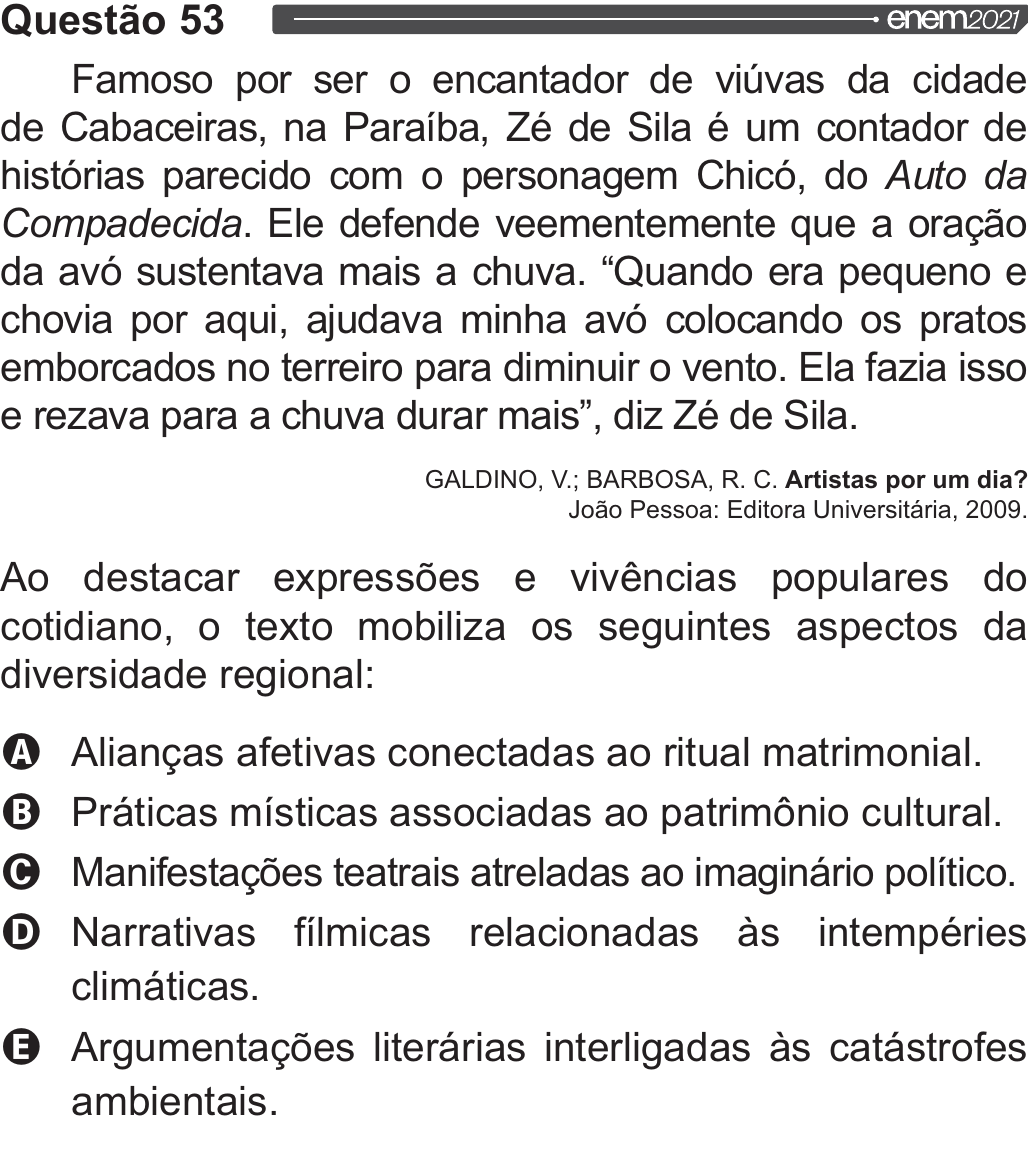 Questão 53
enem2021
Famoso por ser o encantador de viúvas da cidade
de Cabaceiras, na Paraíba, Zé de Sila é um contador de
histórias parecido com o personagem Chicó, do Auto da
Compadecida. Ele defende veementemente que a oração
da avó sustentava mais a chuva. “Quando era pequeno e
chovia por aqui, ajudava minha avó colocando os pratos
emborcados no terreiro para diminuir o vento. Ela fazia isso
e rezava para a chuva durar mais”, diz Zé de Sila.
GALDINO, V.; BARBOSA, R. C. Artistas por um dia?
João Pessoa: Editora Universitária, 2009.
Ao destacar expressões e vivências populares do
cotidiano, o texto mobiliza os seguintes aspectos da
diversidade regional:
A Alianças afetivas conectadas ao ritual matrimonial.
B Práticas místicas associadas ao patrimônio cultural.
C Manifestações teatrais atreladas ao imaginário político.
D Narrativas fílmicas relacionadas às intempéries
climáticas.
E Argumentações literárias interligadas às catástrofes
ambientais.